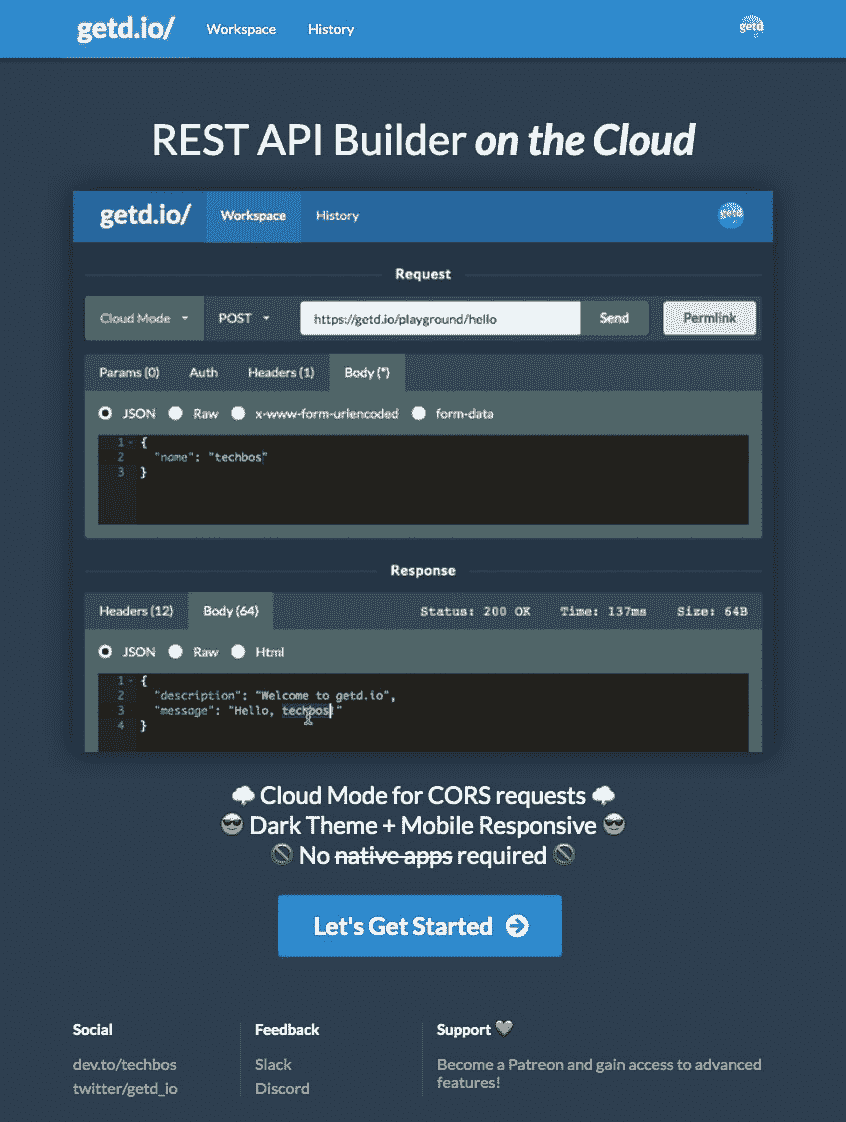 getd.io/ Workspace History getd
REST API Builder on the Cloud
getd.io/ Workspace History getd
Request
Cloud Mode POST https://getd.io/playground/hello Send Permlink
Params (0) Auth Headers (1) Body (*)
JSON Raw x-www-form-urlencoded form-data
1 {
2 "name": "techbos"
3 }
Response
Headers (12) Body (64) Status: 200 OK Time: 137ms Size: 64B
JSON Raw Html
1 {
2 "description": "Welcome to getd.io",
3 "message": "Hello, techbos!"
4 }
Cloud Mode for CORS requests
Dark Theme + Mobile Responsive
No native apps required
Let's Get Started
Social Feedback Support
dev.to/techbos Slack Become a Patreon and gain access to advanced
twitter/getd_io Discord features!